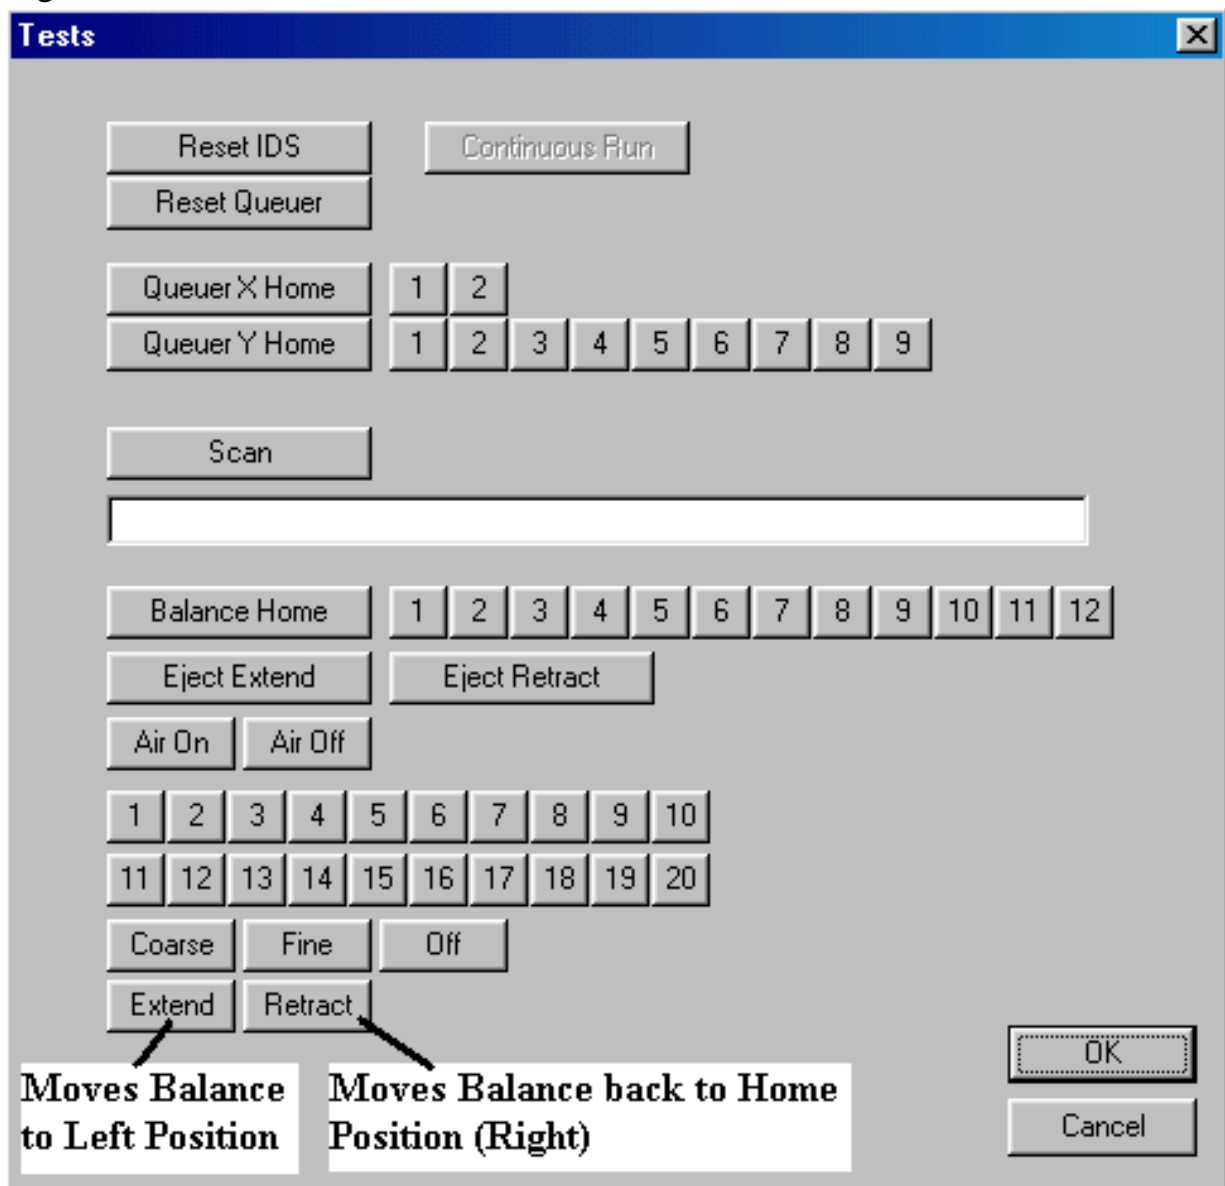 Tests
Reset IDS Continuous Run
Reset Queuer
Queuer X Home 1 2
Queuer Y Home 1 2 3 4 5 6 7 8 9
Scan
Balance Home 1 2 3 4 5 6 7 8 9 10 11 12
Eject Extend Eject Retract
Air On Air Off
1 2 3 4 5 6 7 8 9 10
11 12 13 14 15 16 17 18 19 20
Coarse Fine Off
Extend Retract
OK
Cancel
Moves Balance
to Left Position
Moves Balance back to Home
Position (Right)